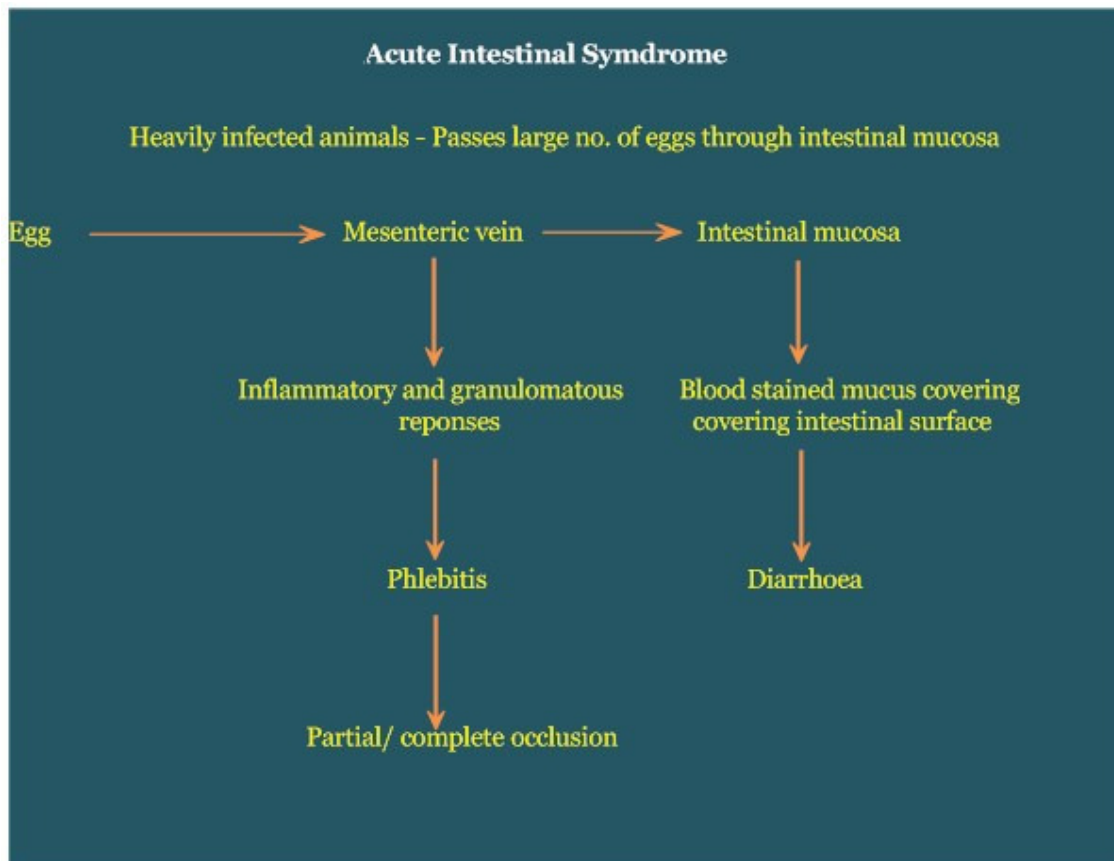 Acute Intestinal Symdrome
Heavily infected animals - Passes large no. of eggs through intestinal mucosa
Egg
Mesenteric vein
Intestinal mucosa
Inflammatory and granulomatous
reponses
Blood stained mucus covering
covering intestinal surface
Phlebitis
Diarrhoea
Partial/ complete occlusion